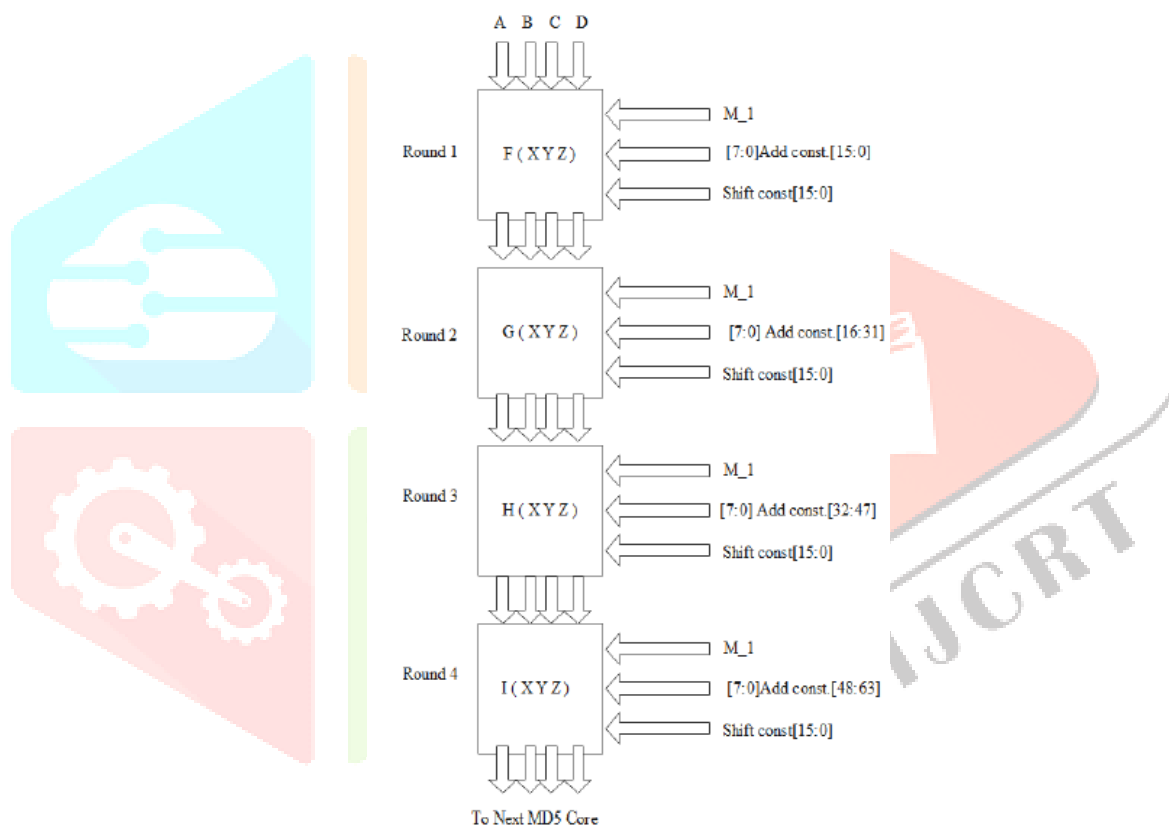 A B C D
M_1
Round 1
F ( X Y Z )
[7:0]Add const.[15:0]
Shift const[15:0]
M_1
Round 2
G ( X Y Z )
[7:0] Add const.[16:31]
Shift const[15:0]
M_1
Round 3
H ( X Y Z )
[7:0] Add const.[32:47]
Shift const[15:0]
M_1
Round 4
I ( X Y Z )
[7:0]Add const.[48:63]
Shift const[15:0]
To Next MD5 Core
IJCRT